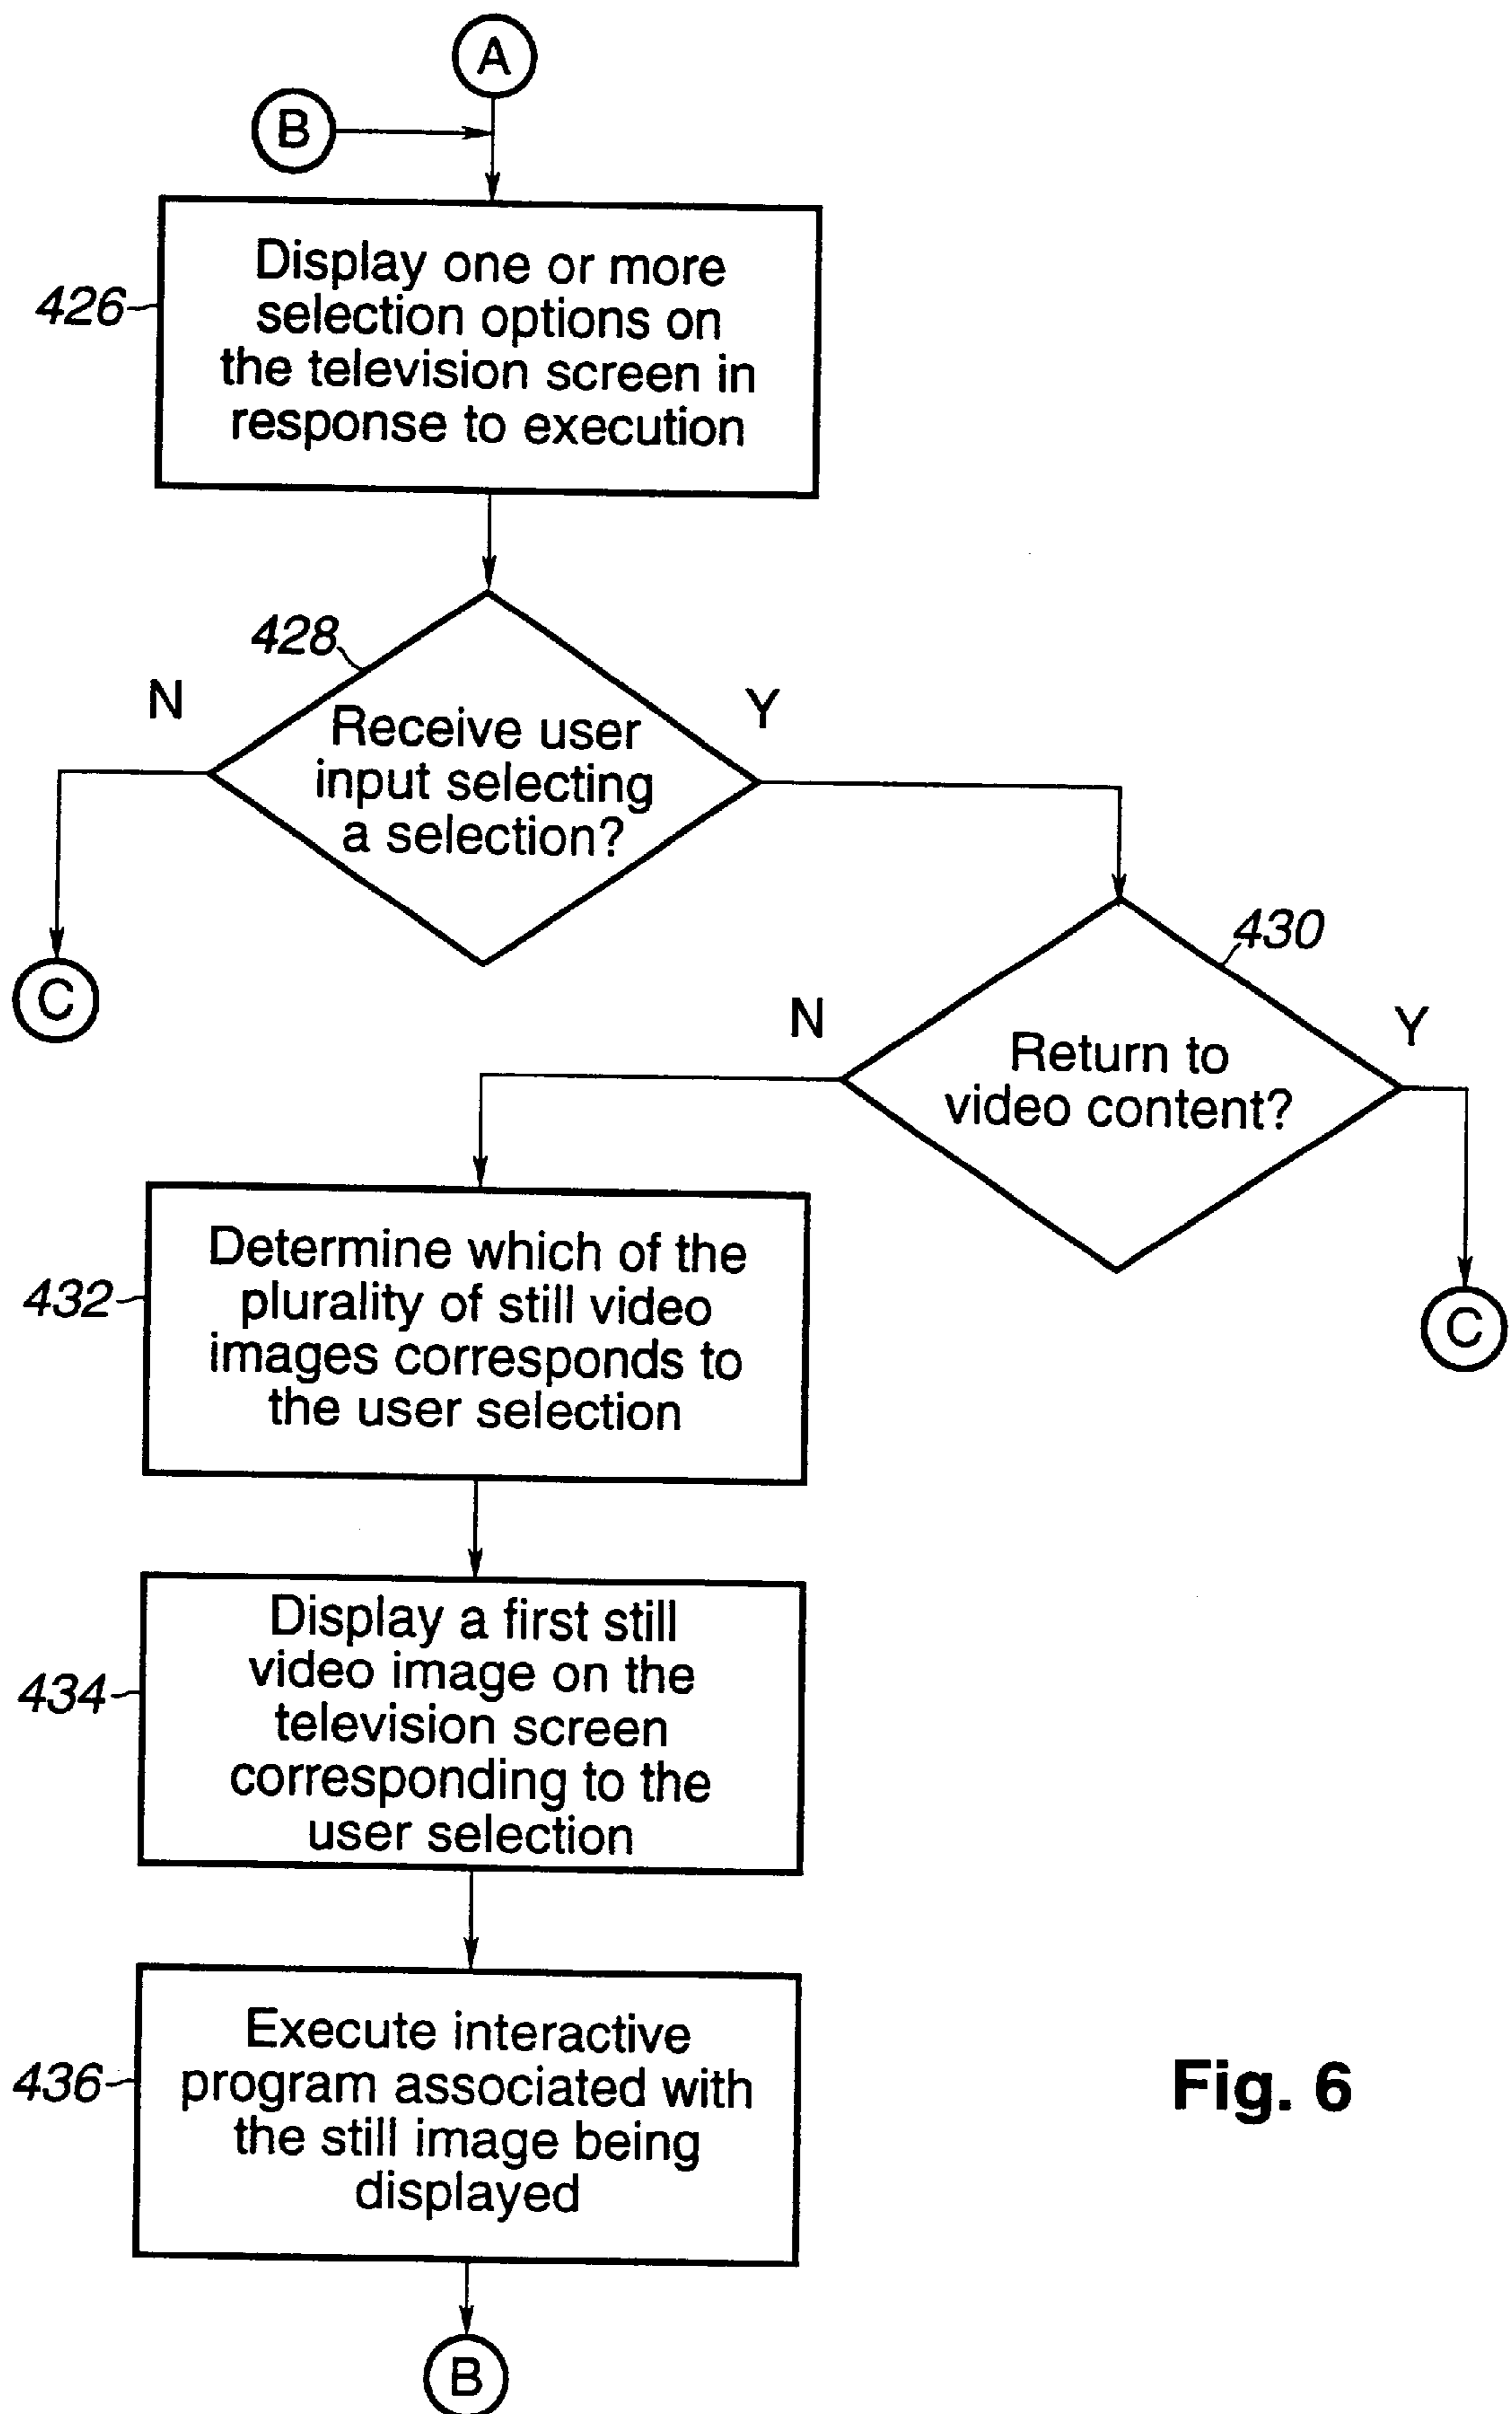 A
B
Display one or more
selection options on
the television screen in
response to execution
426
428
N
Y
Receive user
input selecting
a selection?
C
430
N
Y
Return to
video content?
C
Determine which of the
plurality of still video
images corresponds to
the user selection
432
Display a first still
video image on the
television screen
corresponding to the
user selection
434
Execute interactive
program associated with
the still image being
displayed
436
Fig. 6
B